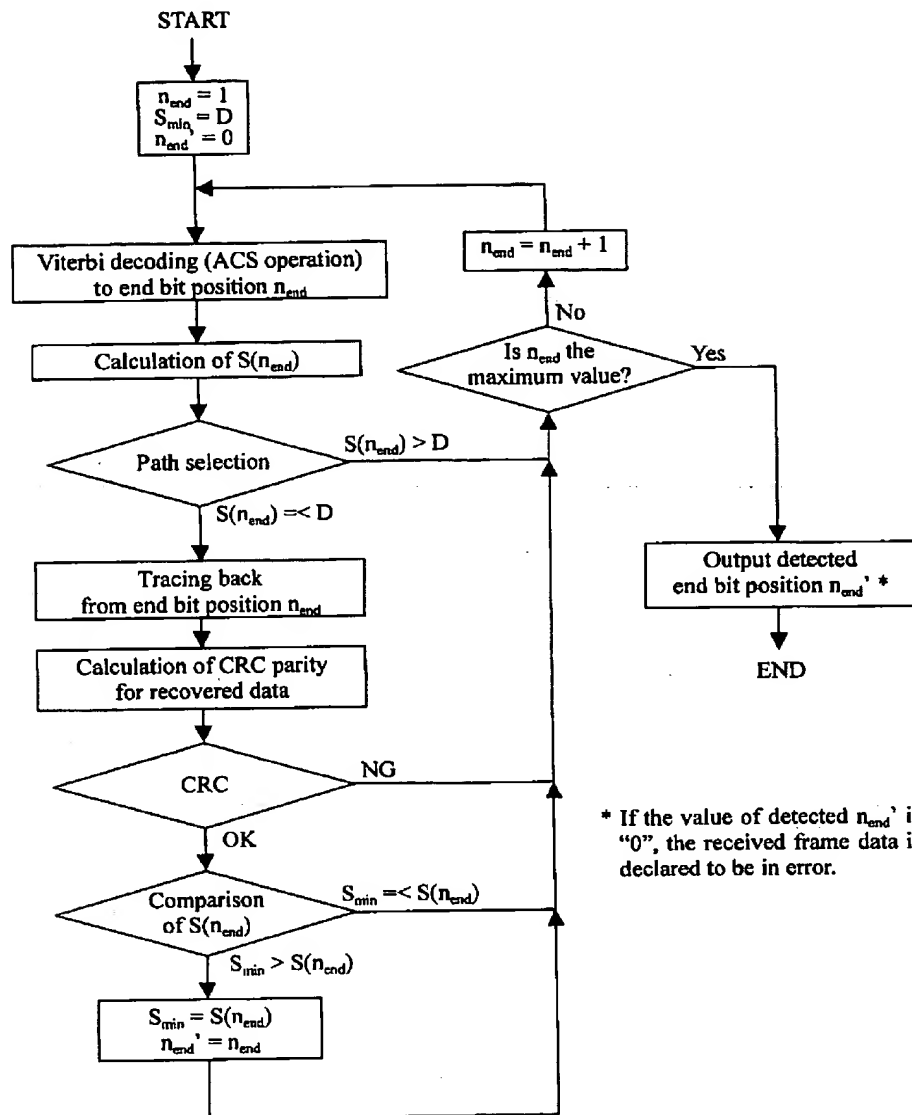 START
n_end = 1
S_min = D
n_end' = 0
Viterbi decoding (ACS operation)
to end bit position n_end
Calculation of S(n_end)
Path selection
S(n_end) > D
S(n_end) =< D
Tracing back
from end bit position n_end
Calculation of CRC parity
for recovered data
CRC
NG
OK
Comparison
of S(n_end)
S_min =< S(n_end)
S_min > S(n_end)
S_min = S(n_end)
n_end' = n_end
n_end = n_end + 1
No
Is n_end the
maximum value?
Yes
Output detected
end bit position n_end' *
END
* If the value of detected n_end' i
"0", the received frame data i
declared to be in error.